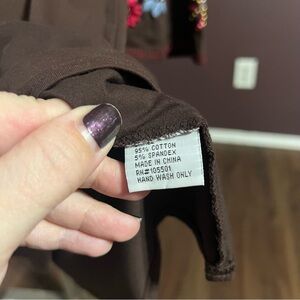 95% COTTON
5% SPANDEX
MADE IN CHINA
RN#105501
HAND WASH ONLY